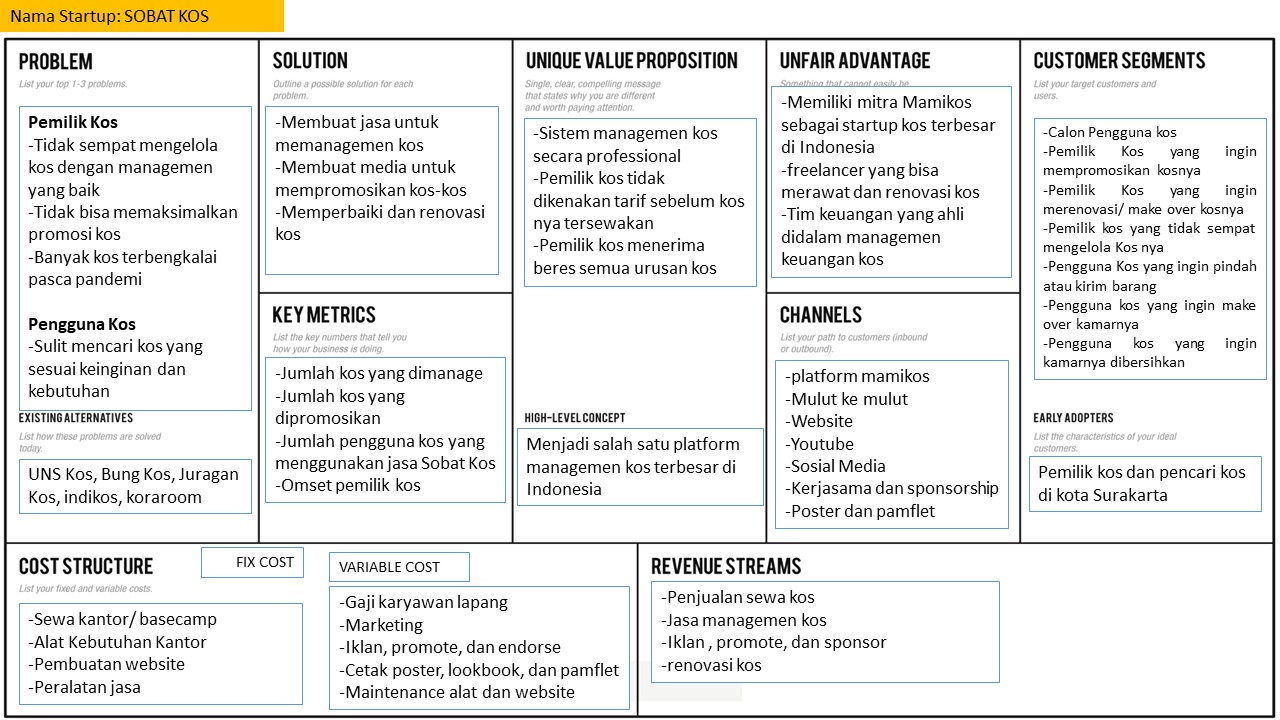 Nama Startup: SOBAT KOS
PROBLEM
List your top 1-3 problems.
Pemilik Kos
-Tidak sempat mengelola
kos dengan managemen
yang baik
-Tidak bisa memaksimalkan
promosi kos
-Banyak kos terbengkalai
pasca pandemi
Pengguna Kos
-Sulit mencari kos yang
sesuai keinginan dan
kebutuhan
EXISTING ALTERNATIVES
List how these problems are solved
today.
UNS Kos, Bung Kos, Juragan
Kos, indikos, koraroom
SOLUTION
Outline a possible solution for each
problem.
-Membuat jasa untuk
memanagemen kos
-Membuat media untuk
mempromosikan kos-kos
-Memperbaiki dan renovasi
kos
KEY METRICS
List the key numbers that tell you
how your business is doing.
-Jumlah kos yang dimanage
-Jumlah kos yang
dipromosikan
-Jumlah pengguna kos yang
menggunakan jasa Sobat Kos
-Omset pemilik kos
UNIQUE VALUE PROPOSITION
Single, clear, compelling message
that states why you are different
and worth paying attention.
-Sistem managemen kos
secara professional
-Pemilik kos tidak
dikenakan tarif sebelum kos
nya tersewakan
-Pemilik kos menerima
beres semua urusan kos
HIGH-LEVEL CONCEPT
Menjadi salah satu platform
managemen kos terbesar di
Indonesia
UNFAIR ADVANTAGE
Something that cannot easily be
-Memiliki mitra Mamikos
sebagai startup kos terbesar
di Indonesia
-freelancer yang bisa
merawat dan renovasi kos
-Tim keuangan yang ahli
didalam managemen
keuangan kos
CHANNELS
List your path to customers (inbound
or outbound).
-platform mamikos
-Mulut ke mulut
-Website
-Youtube
-Sosial Media
-Kerjasama dan sponsorship
-Poster dan pamflet
CUSTOMER SEGMENTS
List your target customers and
users.
-Calon Pengguna kos
-Pemilik Kos yang ingin
mempromosikan kosnya
-Pemilik Kos yang ingin
merenovasi/ make over kosnya
-Pemilik kos yang tidak sempat
mengelola Kos nya
-Pengguna Kos yang ingin pindah
atau kirim barang
-Pengguna kos yang ingin make
over kamarnya
-Pengguna kos yang ingin
kamarnya dibersihkan
EARLY ADOPTERS
List the characteristics of your ideal
customers.
Pemilik kos dan pencari kos
di kota Surakarta
COST STRUCTURE
List your fixed and variable costs.
FIX COST
-Sewa kantor/ basecamp
-Alat Kebutuhan Kantor
-Pembuatan website
-Peralatan jasa
VARIABLE COST
-Gaji karyawan lapang
-Marketing
-Iklan, promote, dan endorse
-Cetak poster, lookbook, dan pamflet
-Maintenance alat dan website
REVENUE STREAMS
-Penjualan sewa kos
-Jasa managemen kos
-Iklan , promote, dan sponsor
-renovasi kos